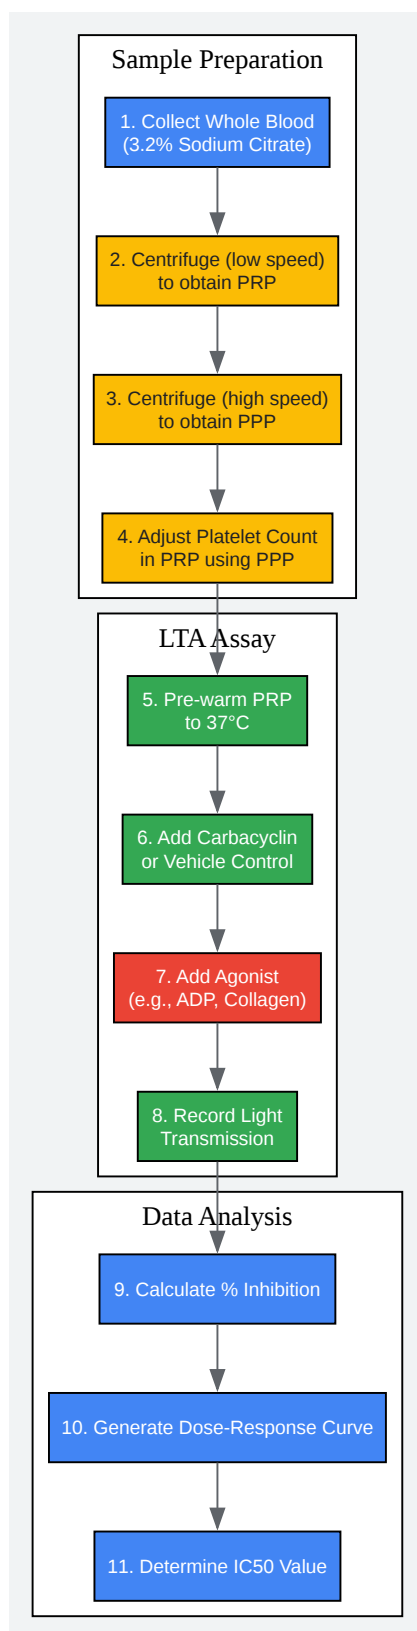 Sample Preparation
1. Collect Whole Blood
(3.2% Sodium Citrate)
2. Centrifuge (low speed)
to obtain PRP
3. Centrifuge (high speed)
to obtain PPP
4. Adjust Platelet Count
in PRP using PPP
LTA Assay
5. Pre-warm PRP
to 37°C
6. Add Carbacyclin
or Vehicle Control
7. Add Agonist
(e.g., ADP, Collagen)
8. Record Light
Transmission
Data Analysis
9. Calculate % Inhibition
10. Generate Dose-Response Curve
11. Determine IC50 Value